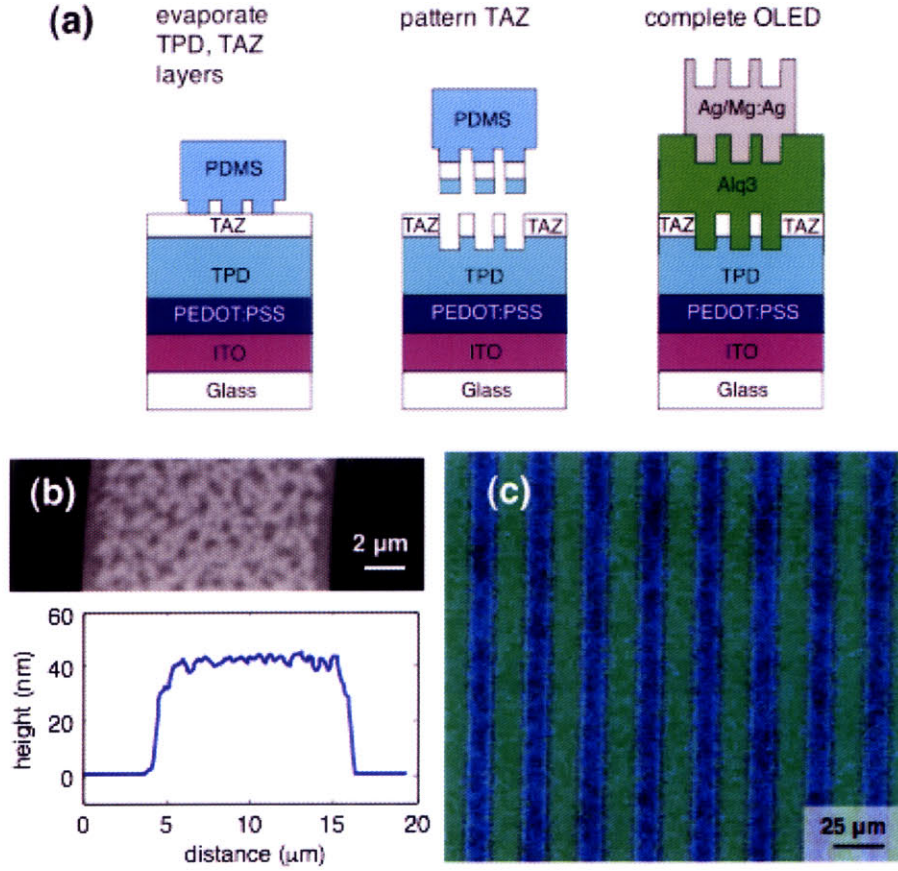 (a)
evaporate
TPD, TAZ
layers
pattern TAZ
complete OLED
PDMS
TAZ
TPD
PEDOT:PSS
ITO
Glass
PDMS
TAZ
TAZ
TPD
PEDOT:PSS
ITO
Glass
Ag/Mg:Ag
Alq3
TAZ
TAZ
TPD
PEDOT:PSS
ITO
Glass
(b)
2 µm
60
40
20
0
height (nm)
0
5
10
15
20
distance (µm)
(c)
25 µm